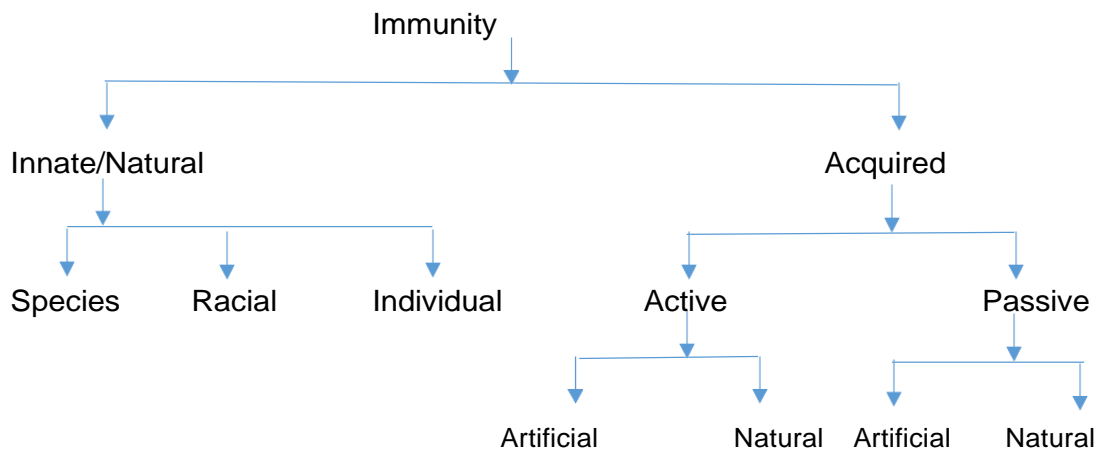 Immunity
Innate/Natural Acquired
Species Racial Individual Active Passive
Artificial Natural Artificial Natural